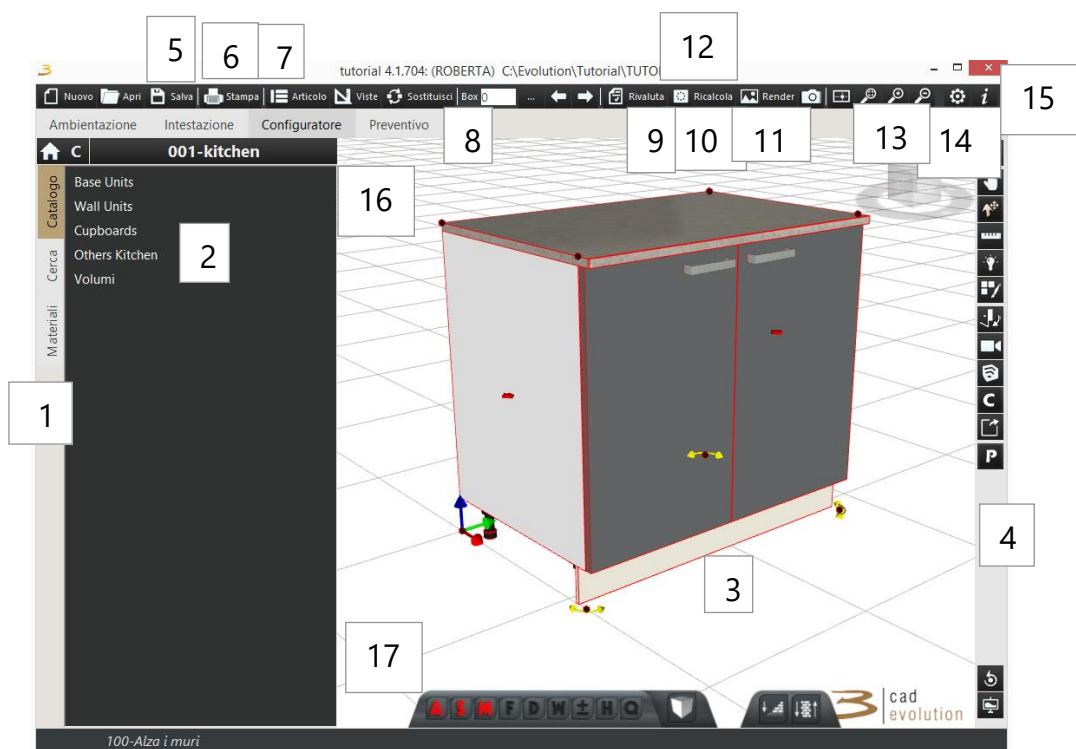 5
6
7
12
tutorial 4.1.704: (ROBERTA) C:\Evolution\Tutorial\TUTO
15
Nuovo Apri Salva Stampa Articolo Viste Sostituisci Box 0 ... Rivaluta Ricalcola Render i
Ambientazione Intestazione Configuratore Preventivo
8
9
10
11
13
14
C 001-kitchen
Catalogo
Cerca
Materiali
Base Units
Wall Units
Cupboards
Others Kitchen
Volumi
16
2
1
C
P
4
3
17
A S M F D W ± H Q
3 cad
evolution
100-Alza i muri